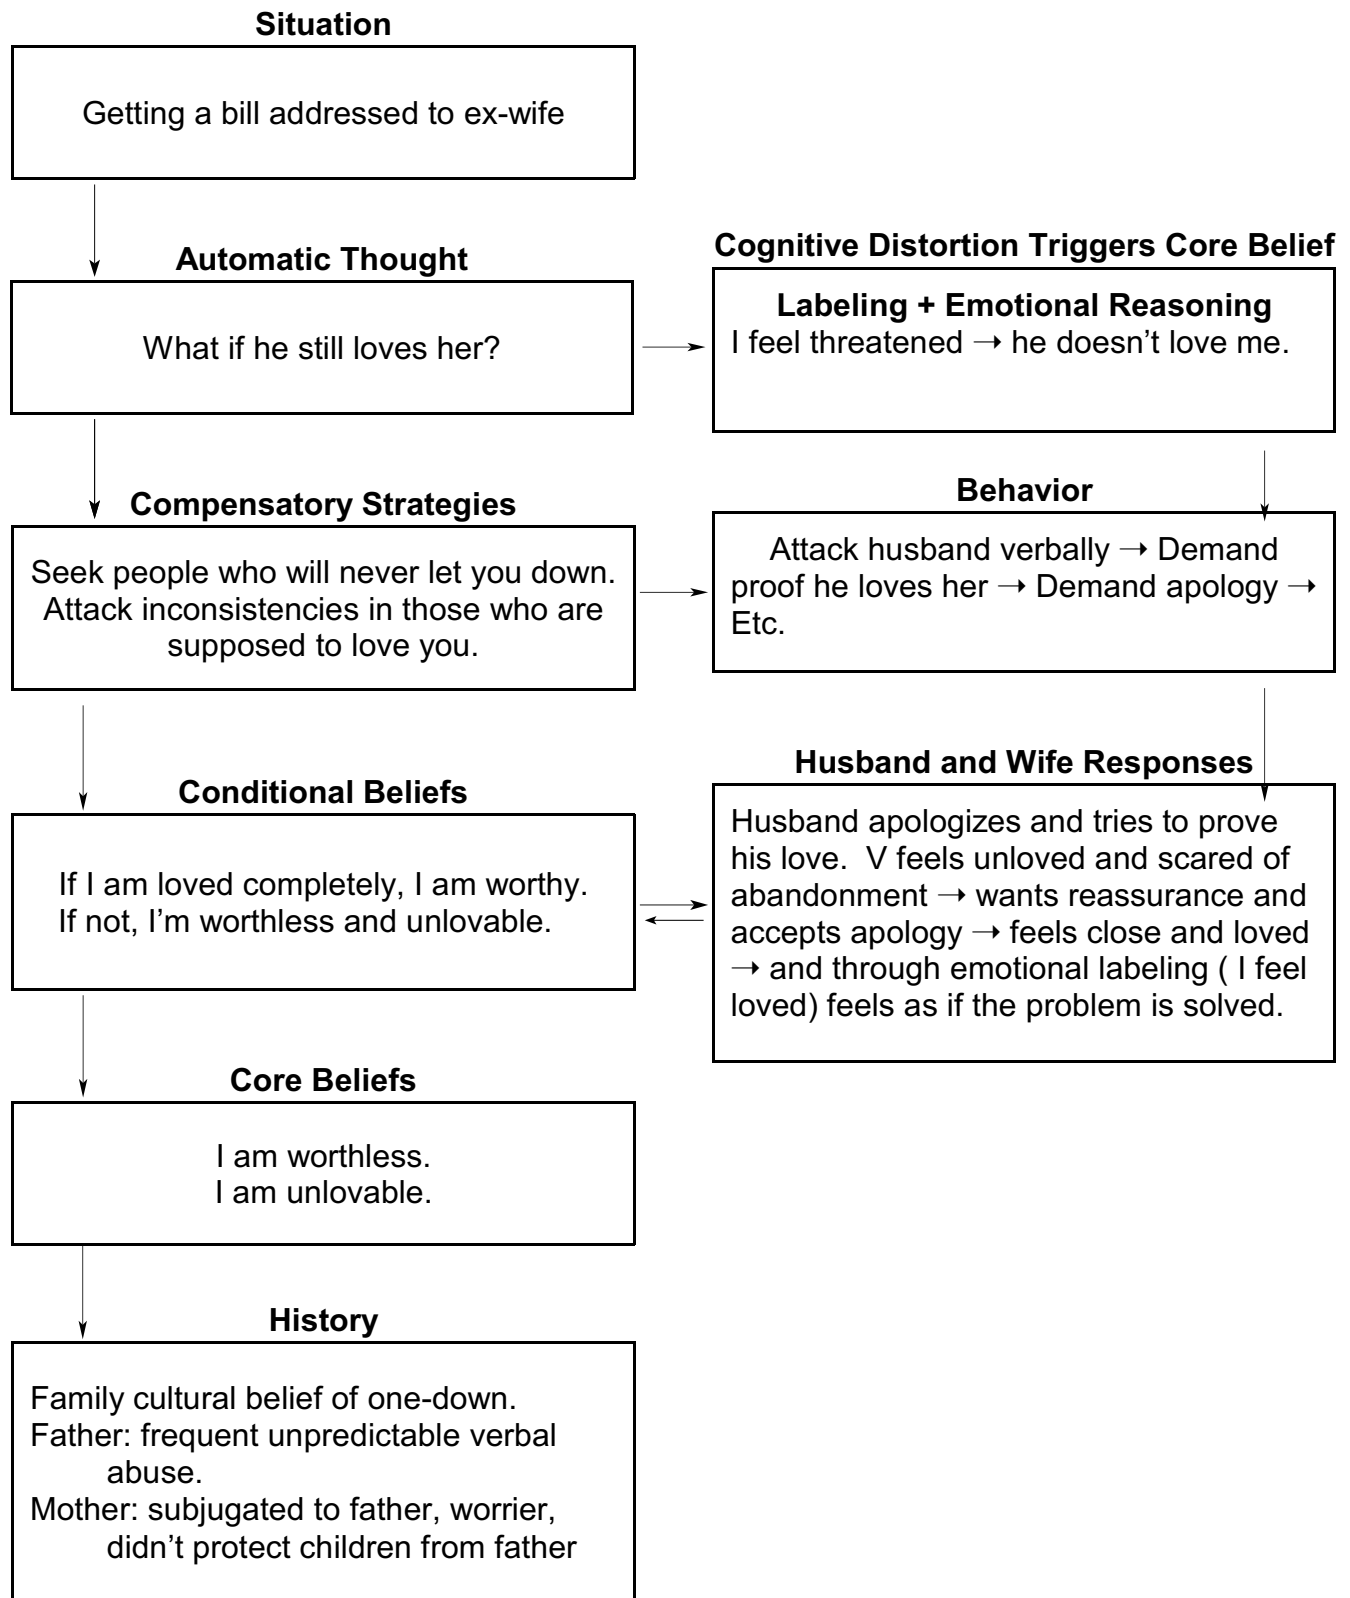 Situation
Getting a bill addressed to ex-wife
Automatic Thought
What if he still loves her?
Cognitive Distortion Triggers Core Belief
Labeling + Emotional Reasoning
I feel threatened → he doesn’t love me.
Compensatory Strategies
Seek people who will never let you down.
Attack inconsistencies in those who are
supposed to love you.
Behavior
Attack husband verbally → Demand
proof he loves her → Demand apology →
Etc.
Conditional Beliefs
If I am loved completely, I am worthy.
If not, I’m worthless and unlovable.
Husband and Wife Responses
Husband apologizes and tries to prove
his love.  V feels unloved and scared of
abandonment → wants reassurance and
accepts apology → feels close and loved
→ and through emotional labeling ( I feel
loved) feels as if the problem is solved.
Core Beliefs
I am worthless.
I am unlovable.
History
Family cultural belief of one-down.
Father: frequent unpredictable verbal
abuse.
Mother: subjugated to father, worrier,
didn’t protect children from father